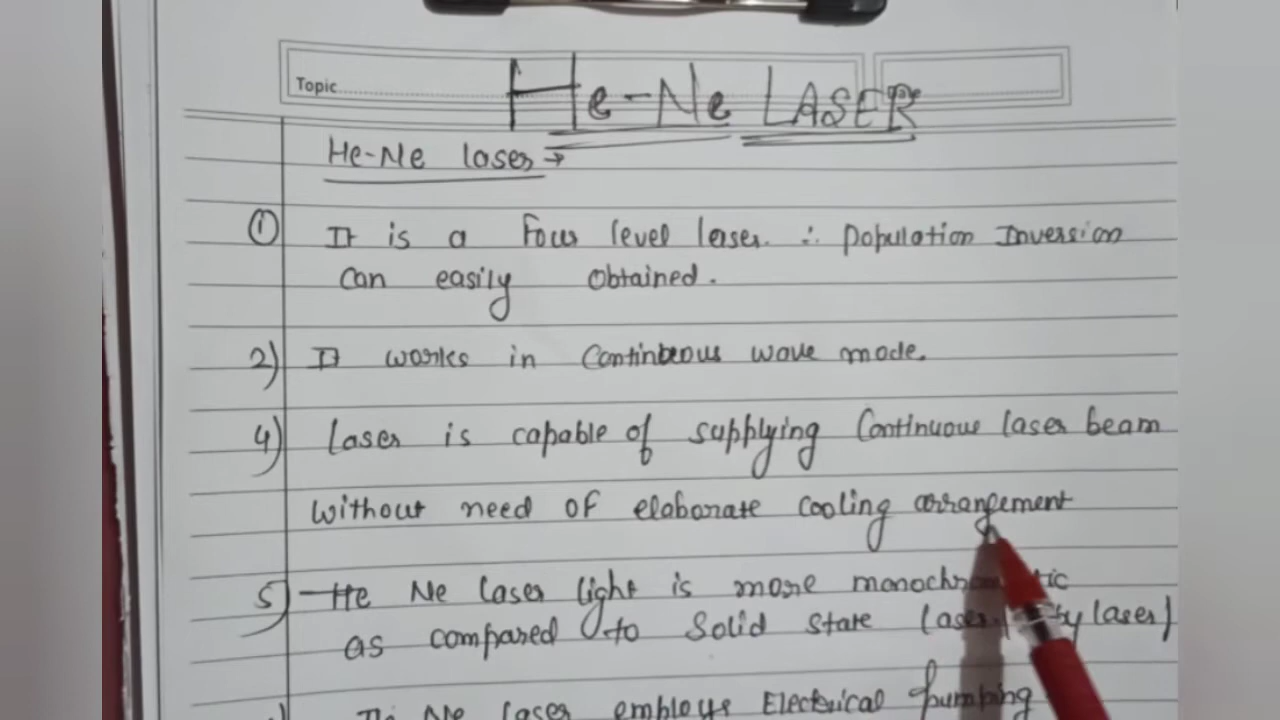 Topic
He-Ne LASER
He-Ne laser →
① It is a Four level laser. ∴ Population Inversion
can easily obtained.
2) It works in Continuous wave mode.
4) Laser is capable of supplying Continuous laser beam
without need of elaborate cooling arrangement
5) He Ne laser light is more
as compared to Solid state laser
Ne laser employs Electrical pumping